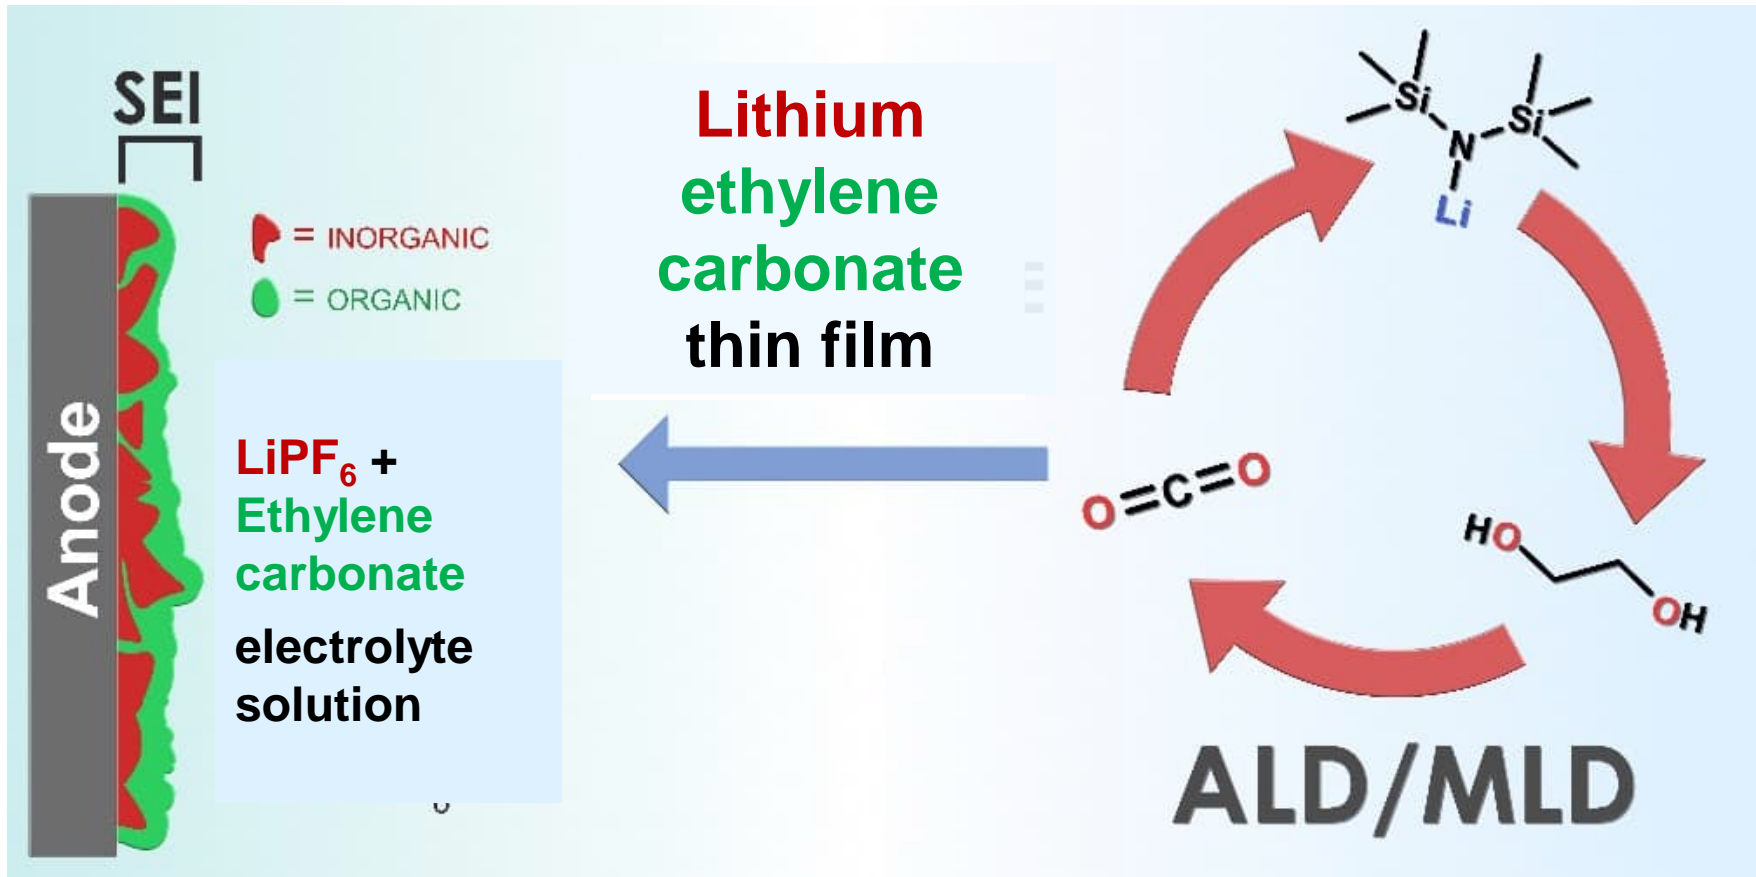 SEI
= INORGANIC
= ORGANIC
Anode
LiPF₆ +
Ethylene
carbonate
electrolyte
solution
Lithium
ethylene
carbonate
thin film
Si
Si
N
Li
O=C=O
HO
OH
ALD/MLD